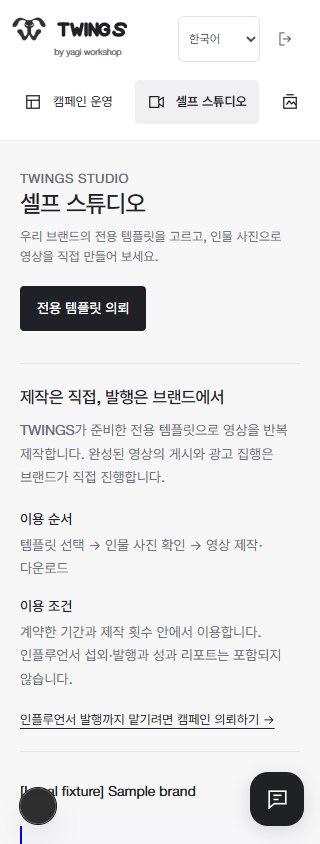 TWINGS
by yagi workshop
한국어
캠페인 운영
셀프 스튜디오
TWINGS STUDIO
셀프 스튜디오
우리 브랜드의 전용 템플릿을 고르고, 인물 사진으로
영상을 직접 만들어 보세요.
전용 템플릿 의뢰
제작은 직접, 발행은 브랜드에서
TWINGS가 준비한 전용 템플릿으로 영상을 반복
제작합니다. 완성된 영상의 게시와 광고 집행은
브랜드가 직접 진행합니다.
이용 순서
템플릿 선택 → 인물 사진 확인 → 영상 제작·
다운로드
이용 조건
계약한 기간과 제작 횟수 안에서 이용합니다.
인플루언서 섭외·발행과 성과 리포트는 포함되지
않습니다.
인플루언서 발행까지 맡기려면 캠페인 의뢰하기 →
fixture] Sample brand